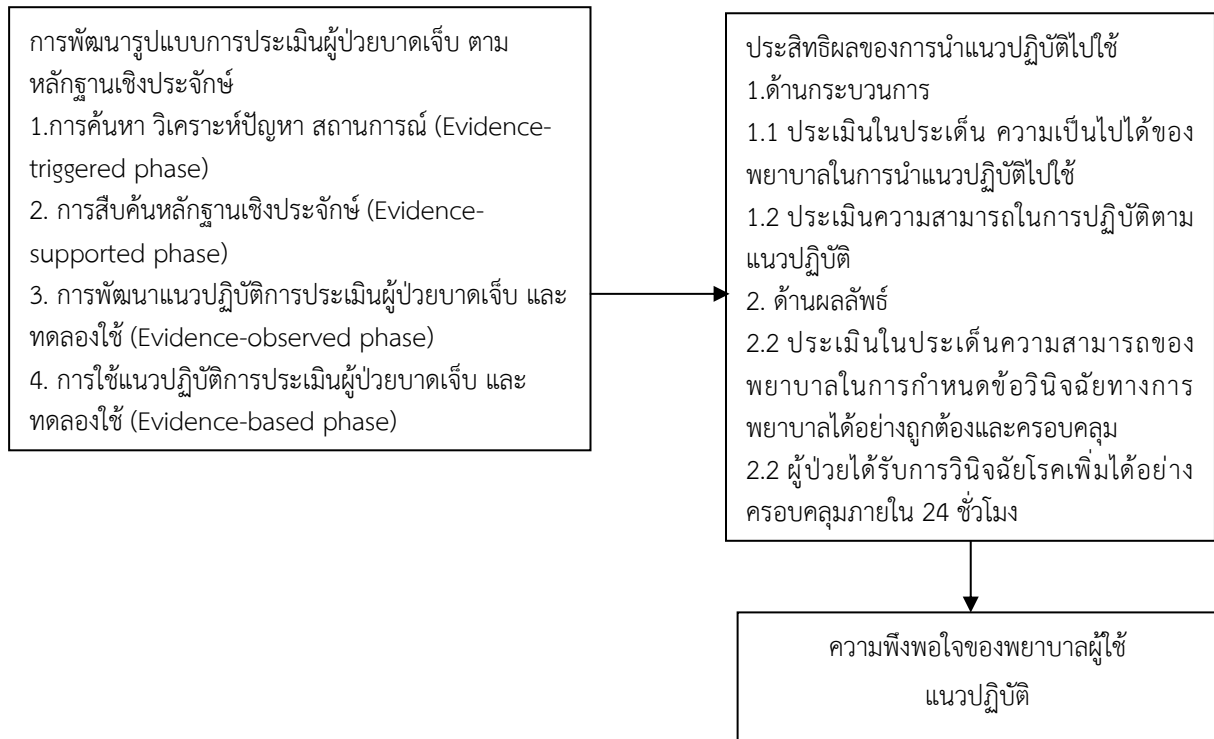 การพัฒนารูปแบบการประเมินผู้ป่วยบาดเจ็บ ตาม
หลักฐานเชิงประจักษ์
1.การค้นหา วิเคราะห์ปัญหา สถานการณ์ (Evidence-
triggered phase)
2. การสืบค้นหลักฐานเชิงประจักษ์ (Evidence-
supported phase)
3. การพัฒนาแนวปฏิบัติการประเมินผู้ป่วยบาดเจ็บ และ
ทดลองใช้ (Evidence-observed phase)
4. การใช้แนวปฏิบัติการประเมินผู้ป่วยบาดเจ็บ และ
ทดลองใช้ (Evidence-based phase)
ประสิทธิผลของการนำแนวปฏิบัติไปใช้
1.ด้านกระบวนการ
1.1 ประเมินในประเด็น ความเป็นไปได้ของ
พยาบาลในการนำแนวปฏิบัติไปใช้
1.2 ประเมินความสามารถในการปฏิบัติตาม
แนวปฏิบัติ
2. ด้านผลลัพธ์
2.2 ประเมินในประเด็นความสามารถของ
พยาบาลในการกำหนดข้อวินิจฉัยทางการ
พยาบาลได้อย่างถูกต้องและครอบคลุม
2.2 ผู้ป่วยได้รับการวินิจฉัยโรคเพิ่มได้อย่าง
ครอบคลุมภายใน 24 ชั่วโมง
ความพึงพอใจของพยาบาลผู้ใช้
แนวปฏิบัติ